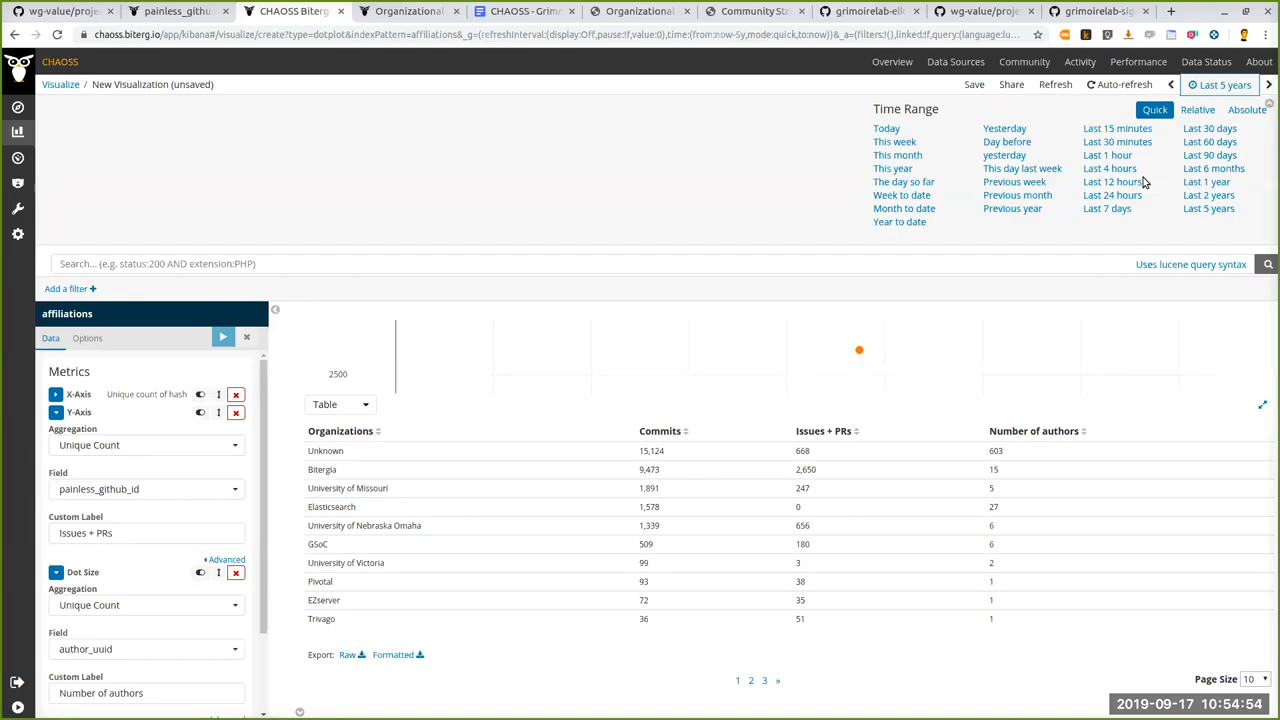 wg-value/proje
painless_githu
CHAOSS Biterg
Organizational
CHAOSS - Grim
Organizational
Community Str
grimoirelab-elk
wg-value/proje
grimoirelab-sig
chaoss.biterg.io/app/kibana#/visualize/create?type=dotplot&indexPattern=affiliations&_g=(refreshInterval:(display:Off,pause:!f,value:0),time:(from:now-5y,mode:quick,to:now))&_a=(filters:!(),linked:!f,query:(language:lu...
CHAOSS
Overview Data Sources Community Activity Performance Data Status About
Visualize / New Visualization (unsaved)
Save Share Refresh Auto-refresh Last 5 years
Time Range
Quick Relative Absolute
Today Yesterday Last 15 minutes Last 30 days
This week Day before Last 30 minutes Last 60 days
This month yesterday Last 1 hour Last 90 days
This year This day last week Last 4 hours Last 6 months
The day so far Previous week Last 12 hours Last 1 year
Week to date Previous month Last 24 hours Last 2 years
Month to date Previous year Last 7 days Last 5 years
Year to date
Search... (e.g. status:200 AND extension:PHP)
Uses lucene query syntax
Add a filter +
affiliations
Data Options
Metrics
X-Axis Unique count of hash
Y-Axis
Aggregation
Unique Count
Field
painless_github_id
Custom Label
Issues + PRs
Advanced
Dot Size
Aggregation
Unique Count
Field
author_uuid
Custom Label
Number of authors
2500
Table
Organizations Commits Issues + PRs Number of authors
Unknown 15,124 668 603
Bitergia 9,473 2,650 15
University of Missouri 1,891 247 5
Elasticsearch 1,578 0 27
University of Nebraska Omaha 1,339 656 6
GSoC 509 180 6
University of Victoria 99 3 2
Pivotal 93 38 1
EZserver 72 35 1
Trivago 36 51 1
Export: Raw Formatted
1 2 3 »
Page Size 10
2019-09-17 10:54:54